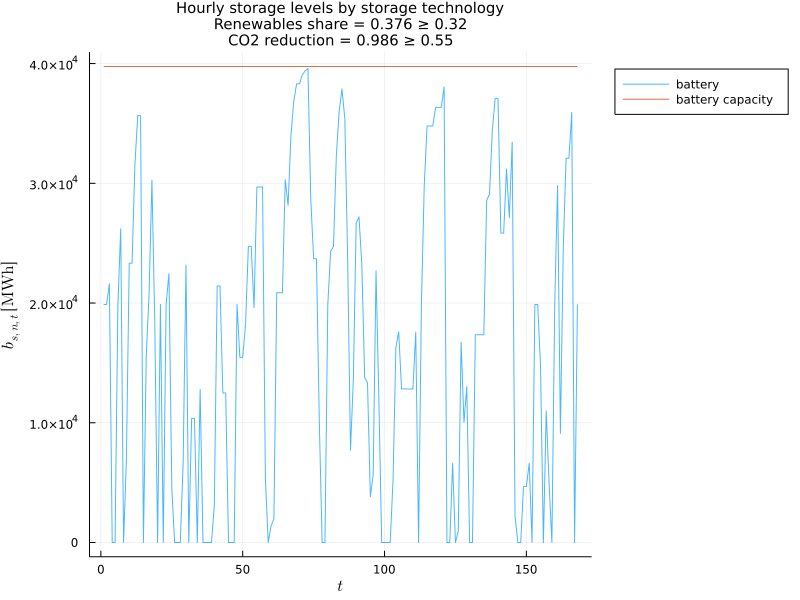 Hourly storage levels by storage technology
Renewables share = 0.376 ≥ 0.32
CO2 reduction = 0.986 ≥ 0.55
4.0×10⁴
3.0×10⁴
2.0×10⁴
1.0×10⁴
0
b_{s,n,t} [MWh]
0 50 100 150
t
battery
battery capacity